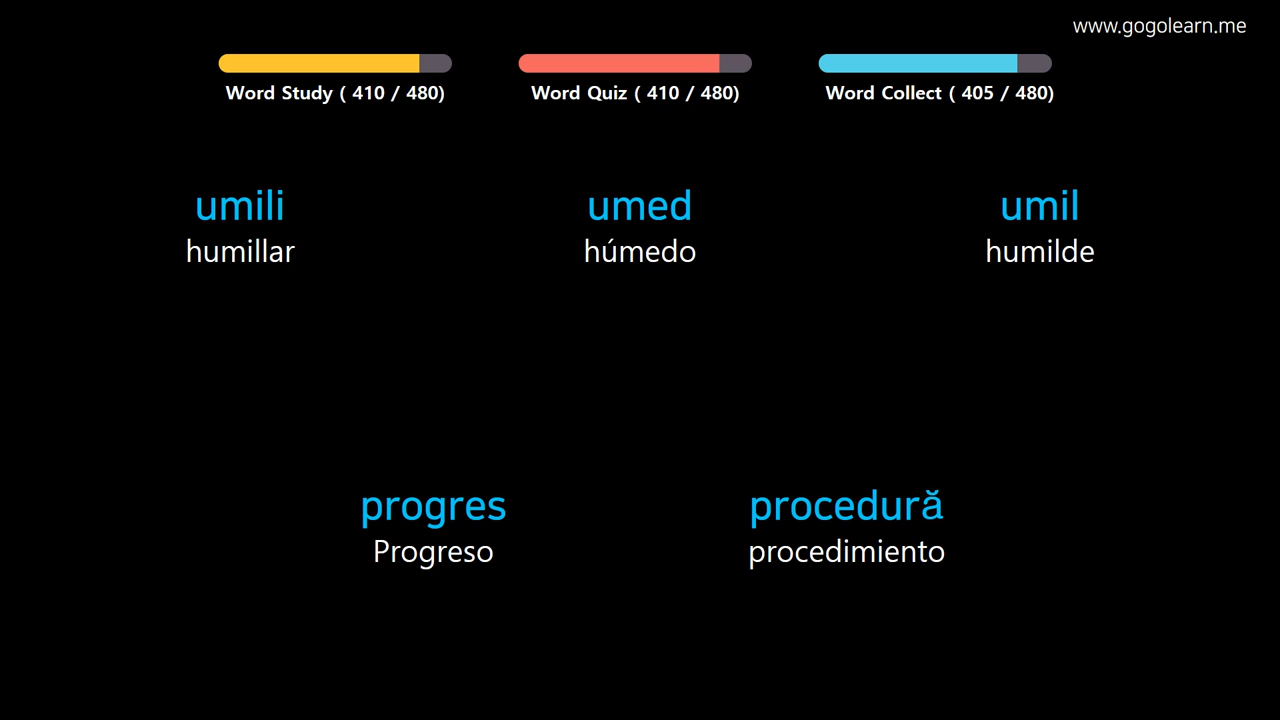 www.gogolearn.me
Word Study ( 410 / 480)
Word Quiz ( 410 / 480)
Word Collect ( 405 / 480)
umili
humillar
umed
húmedo
umil
humilde
progres
Progreso
procedură
procedimiento